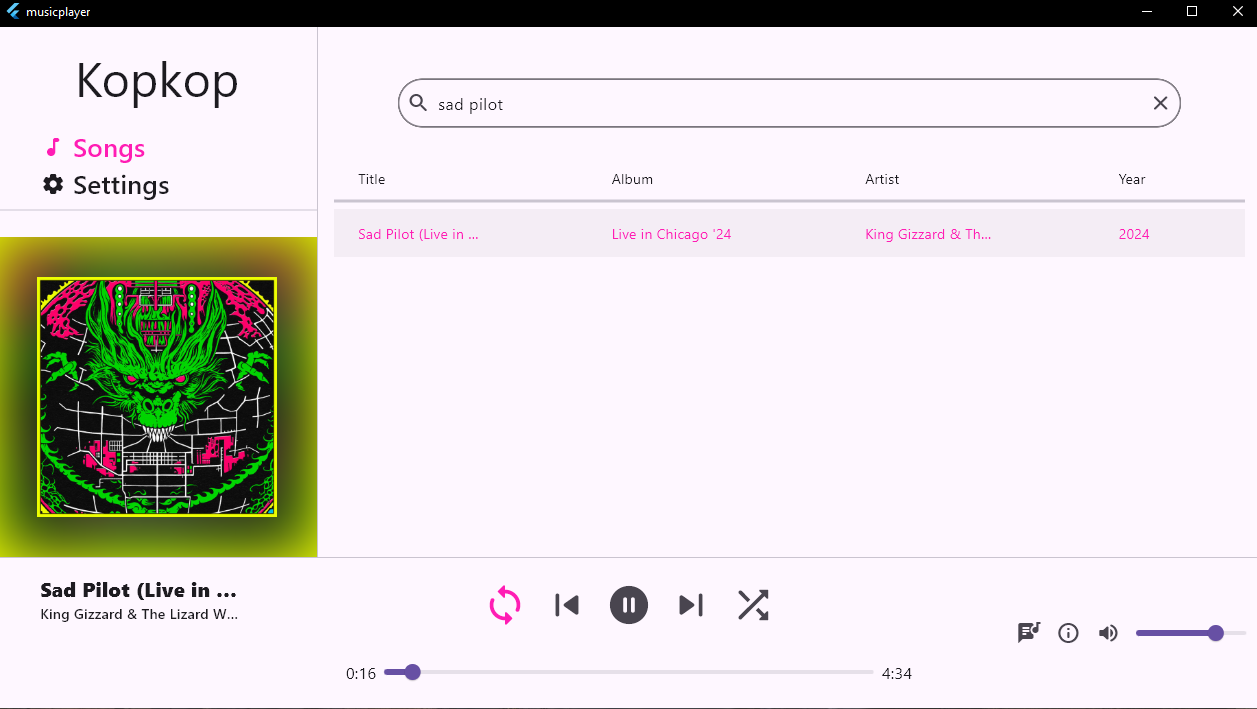 musicplayer
Kopkop
Songs
Settings
sad pilot
Title Album Artist Year
Sad Pilot (Live in ... Live in Chicago '24 King Gizzard & Th... 2024
Sad Pilot (Live in ...
King Gizzard & The Lizard W...
0:16 4:34